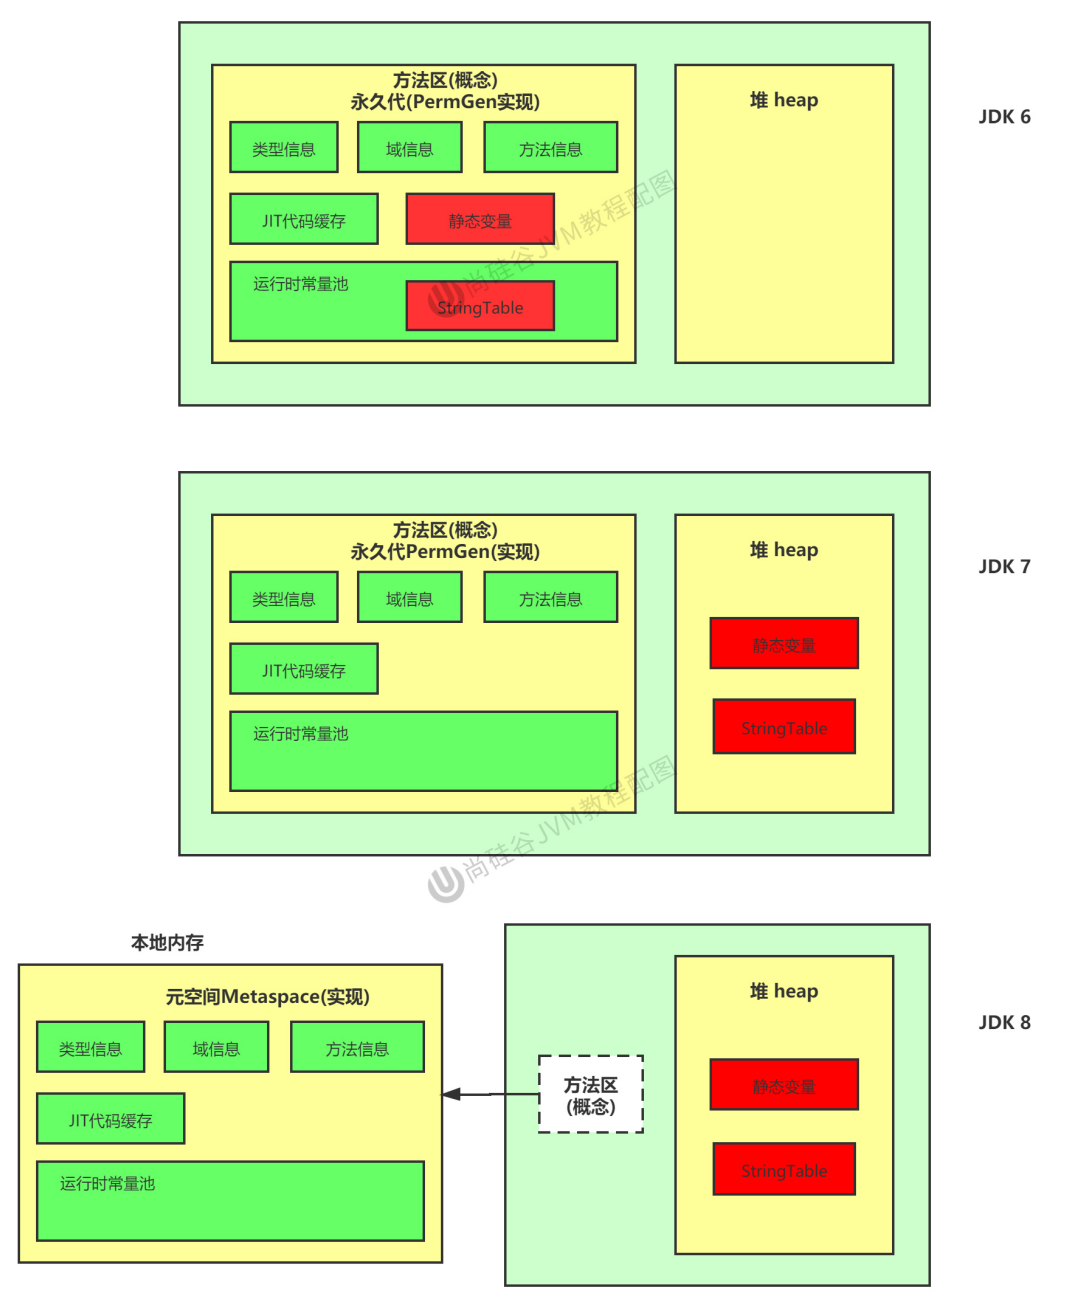 方法区(概念)
永久代(PermGen实现)
堆 heap
JDK 6
类型信息
域信息
方法信息
JIT代码缓存
静态变量
运行时常量池
StringTable
尚硅谷JVM教程配图
方法区(概念)
永久代PermGen(实现)
堆 heap
JDK 7
类型信息
域信息
方法信息
静态变量
JIT代码缓存
运行时常量池
StringTable
尚硅谷JVM教程配图
本地内存
元空间Metaspace(实现)
堆 heap
JDK 8
类型信息
域信息
方法信息
方法区
(概念)
静态变量
JIT代码缓存
运行时常量池
StringTable